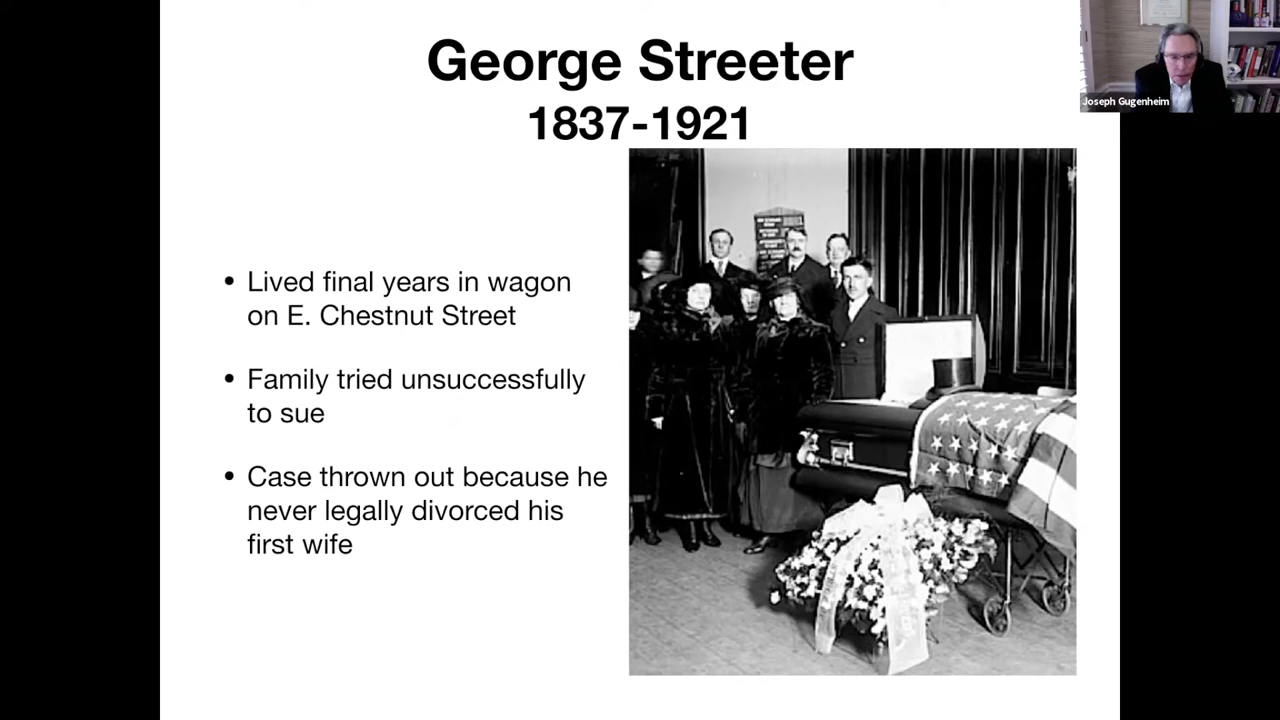 George Streeter
1837-1921
Joseph Gugenheim
• Lived final years in wagon
on E. Chestnut Street
• Family tried unsuccessfully
to sue
• Case thrown out because he
never legally divorced his
first wife